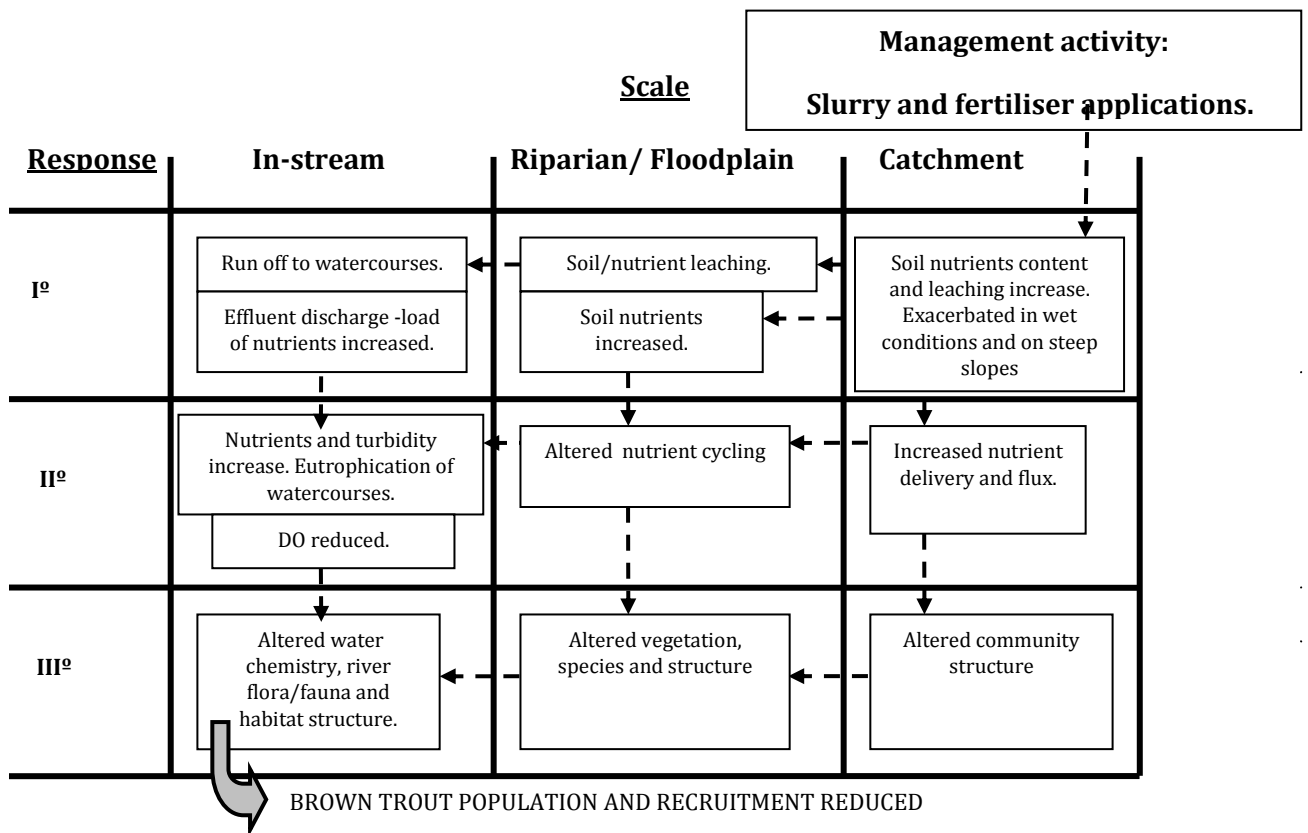 Management activity:
Slurry and fertiliser applications.
Scale
Response
In-stream
Riparian/ Floodplain
Catchment
Iº
Run off to watercourses.
Effluent discharge -load
of nutrients increased.
Soil/nutrient leaching.
Soil nutrients
increased.
Soil nutrients content
and leaching increase.
Exacerbated in wet
conditions and on steep
slopes
IIº
Nutrients and turbidity
increase. Eutrophication of
watercourses.
DO reduced.
Altered nutrient cycling
Increased nutrient
delivery and flux.
IIIº
Altered water
chemistry, river
flora/fauna and
habitat structure.
Altered vegetation,
species and structure
Altered community
structure
BROWN TROUT POPULATION AND RECRUITMENT REDUCED